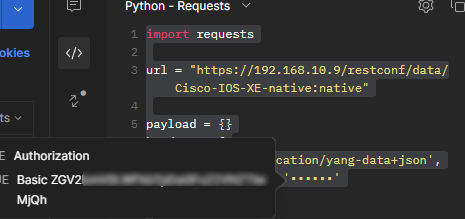 Python - Requests
1 import requests
2
3 url = "https://192.168.10.9/restconf/data/
Cisco-IOS-XE-native:native"
okies
4
5 payload = {}
ts
E Authorization
cation/yang-data+json',
UE Basic ZGV2
'••••••'
MjQh